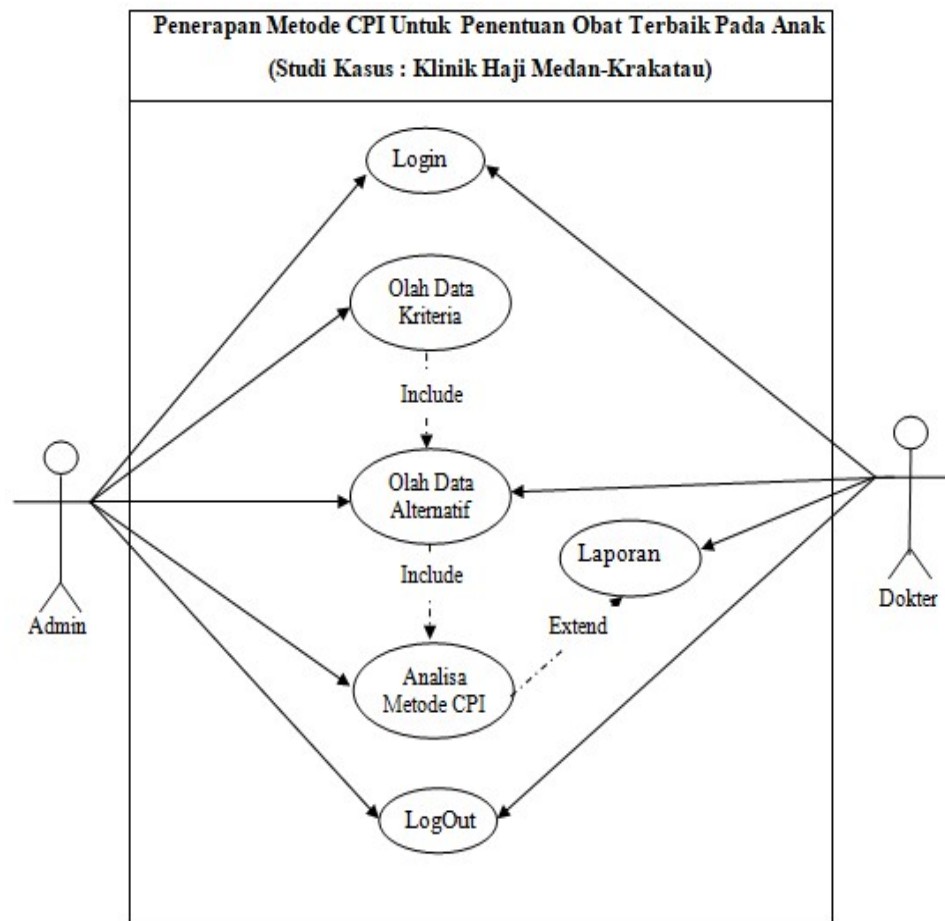 Penerapan Metode CPI Untuk Penentuan Obat Terbaik Pada Anak
(Studi Kasus : Klinik Haji Medan-Krakatau)
Login
Olah Data
Kriteria
Include
Olah Data
Alternatif
Include
Laporan
Admin
Dokter
Extend
Analisa
Metode CPI
LogOut